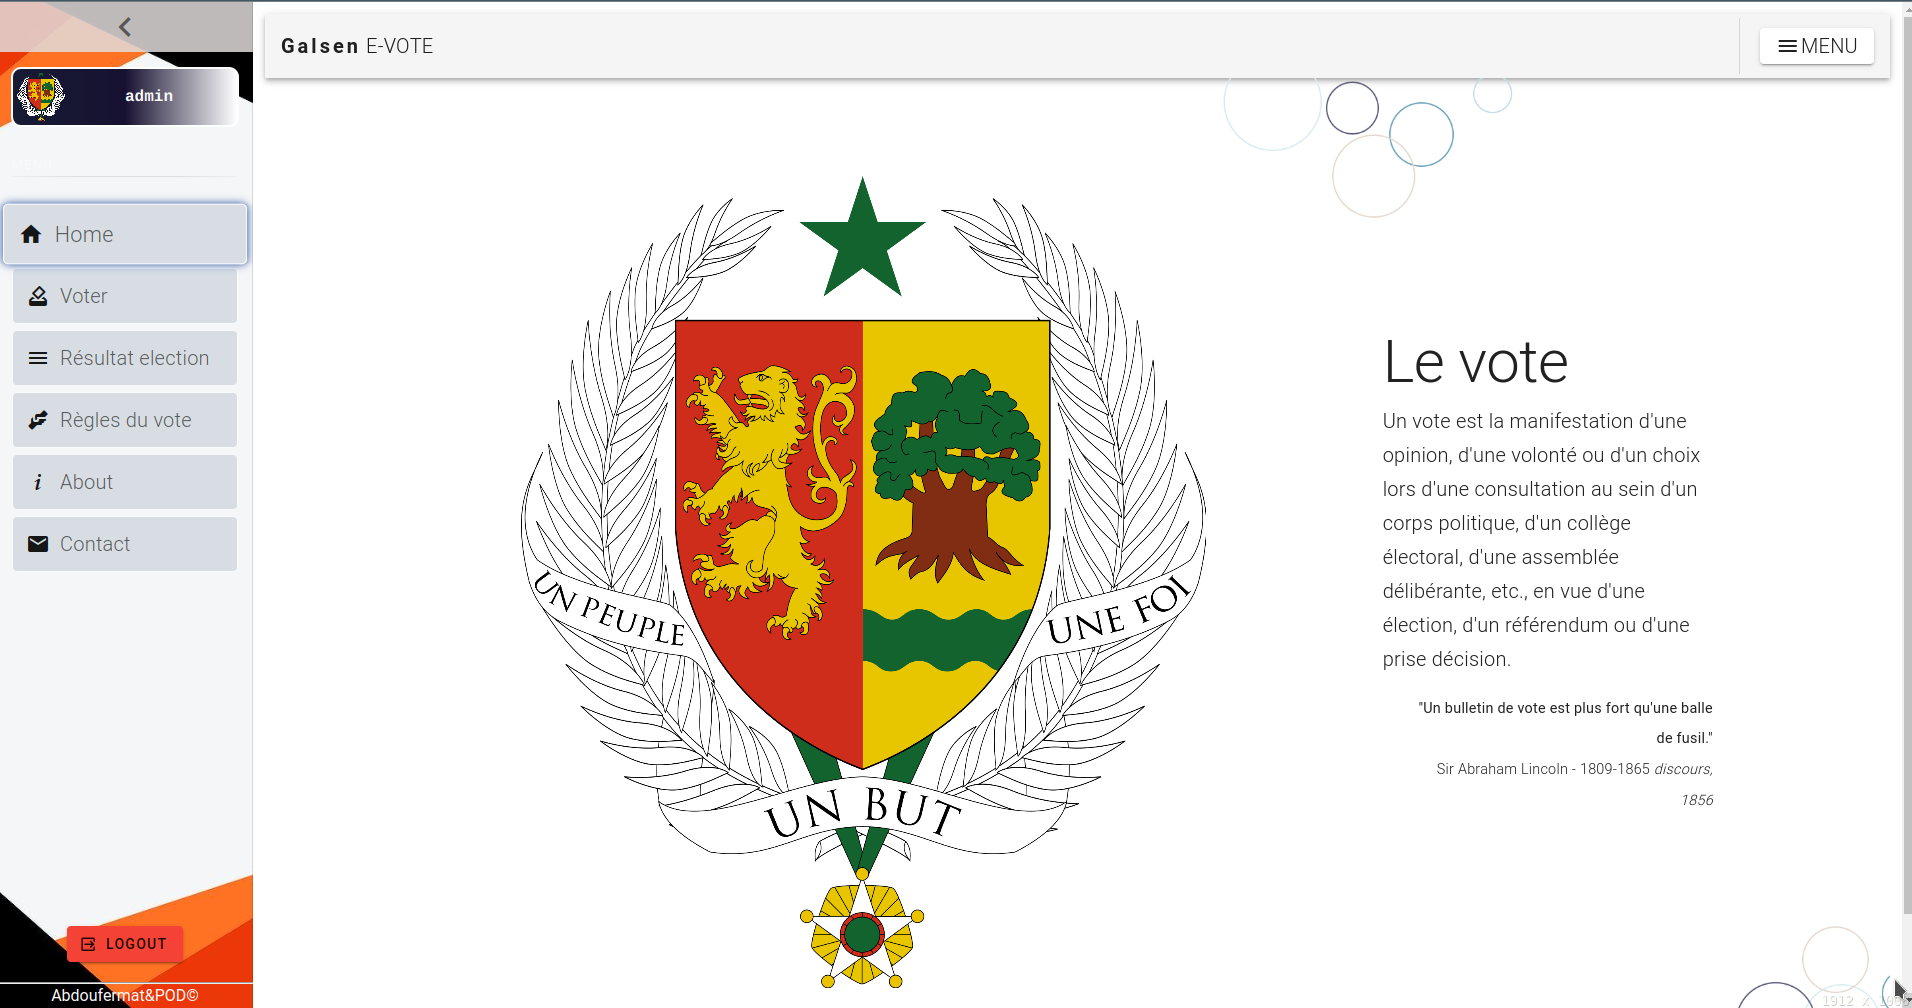 Galsen E-VOTE
MENU
admin
Home
Voter
Résultat election
Règles du vote
About
Contact
LOGOUT
Abdoufermat&POD©
UN PEUPLE
UN BUT
UNE FOI
Le vote
Un vote est la manifestation d'une
opinion, d'une volonté ou d'un choix
lors d'une consultation au sein d'un
corps politique, d'un collège
électoral, d'une assemblée
délibérante, etc., en vue d'une
élection, d'un référendum ou d'une
prise décision.
"Un bulletin de vote est plus fort qu'une balle
de fusil."
Sir Abraham Lincoln - 1809-1865 discours,
1856